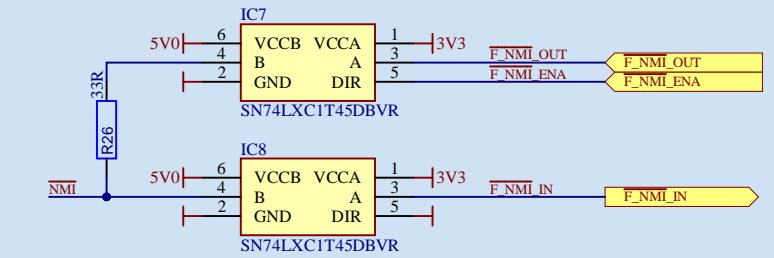 IC7
5V0 6 VCCB VCCA 1 3V3
4 B A 3 F_NMI_OUT F_NMI_OUT
2 GND DIR 5 F_NMI_ENA F_NMI_ENA
SN74LXC1T45DBVR
33R
R26
IC8
5V0 6 VCCB VCCA 1 3V3
NMI 4 B A 3 F_NMI_IN F_NMI_IN
2 GND DIR 5
SN74LXC1T45DBVR